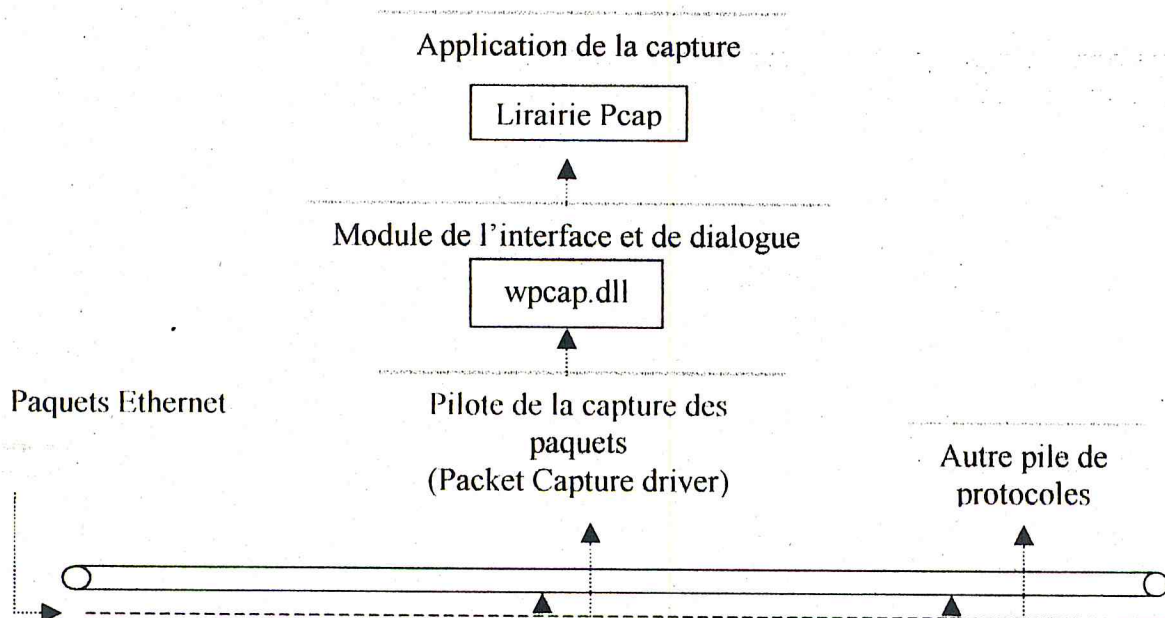 Application de la capture
Lirairie Pcap
Module de l'interface et de dialogue
wpcap.dll
Paquets Ethernet
Pilote de la capture des
paquets
(Packet Capture driver)
Autre pile de
protocoles